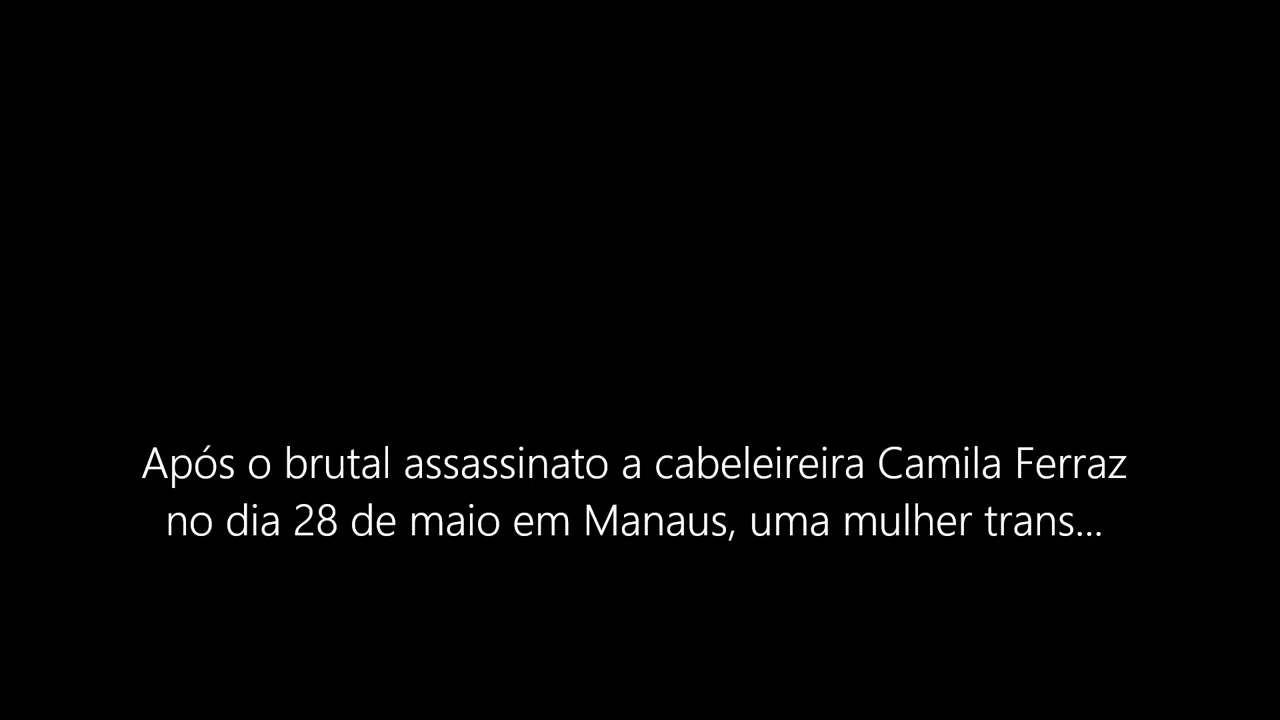 Após o brutal assassinato a cabeleireira Camila Ferraz
no dia 28 de maio em Manaus, uma mulher trans...